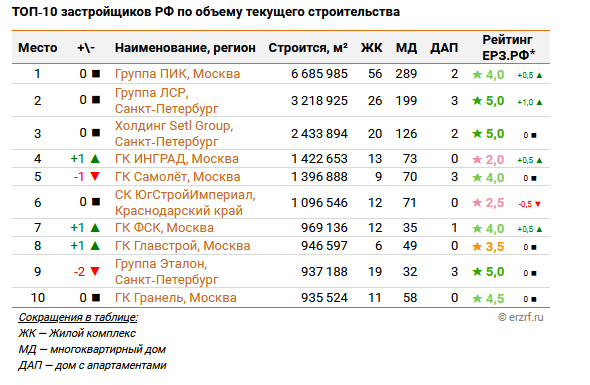 ТОП-10 застройщиков РФ по объему текущего строительства
Место +\- Наименование, регион Строится, м² ЖК МД ДАП Рейтинг ЕРЗ.РФ*
1 0 ■ Группа ПИК, Москва 6 685 985 56 289 2 ★ 4,0 +0,5 ▲
2 0 ■ Группа ЛСР, Санкт-Петербург 3 218 925 26 199 3 ★ 5,0 +1,0 ▲
3 0 ■ Холдинг Setl Group, Санкт-Петербург 2 433 894 20 126 2 ★ 5,0 0 ■
4 +1 ▲ ГК ИНГРАД, Москва 1 422 653 13 73 0 ★ 2,0 +0,5 ▲
5 -1 ▼ ГК Самолёт, Москва 1 396 888 9 70 3 ★ 4,0 0 ■
6 0 ■ СК ЮгСтройИмпериал, Краснодарский край 1 096 546 12 71 0 ★ 2,5 -0,5 ▼
7 +1 ▲ ГК ФСК, Москва 969 136 12 35 1 ★ 4,0 +0,5 ▲
8 +1 ▲ ГК Главстрой, Москва 946 597 6 49 0 ★ 3,5 0 ■
9 -2 ▼ Группа Эталон, Санкт-Петербург 937 188 19 32 3 ★ 5,0 0 ■
10 0 ■ ГК Гранель, Москва 935 524 11 58 0 ★ 4,5 0 ■
Сокращения в таблице: © erzrf.ru
ЖК — Жилой комплекс
МД — многоквартирный дом
ДАП — дом с апартаментами